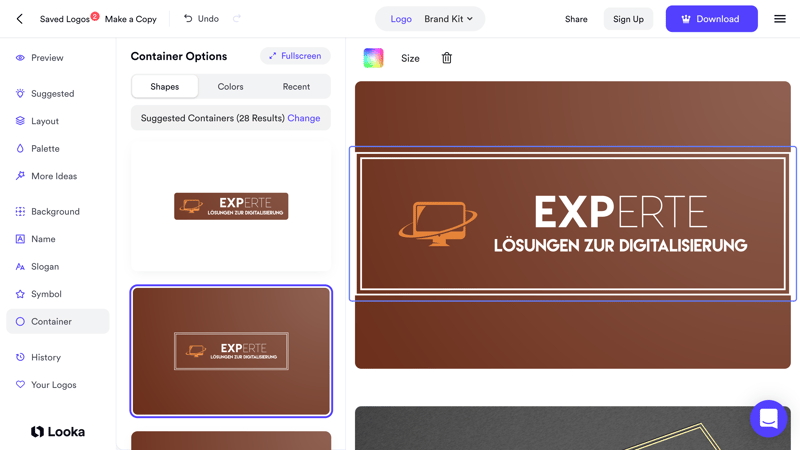 Saved Logos 2 Make a Copy Undo Logo Brand Kit Share Sign Up Download
Preview
Suggested
Layout
Palette
More Ideas
Background
Name
Slogan
Symbol
Container
History
Your Logos
Looka
Container Options Fullscreen
Shapes Colors Recent
Suggested Containers (28 Results) Change
EXPERTE
LÖSUNGEN ZUR DIGITALISIERUNG
EXPERTE
LÖSUNGEN ZUR DIGITALISIERUNG
Size
EXPERTE
LÖSUNGEN ZUR DIGITALISIERUNG